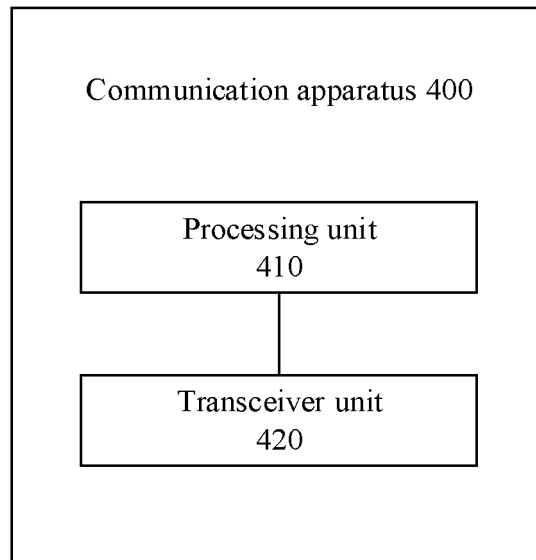 Communication apparatus 400
Processing unit
410
Transceiver unit
420